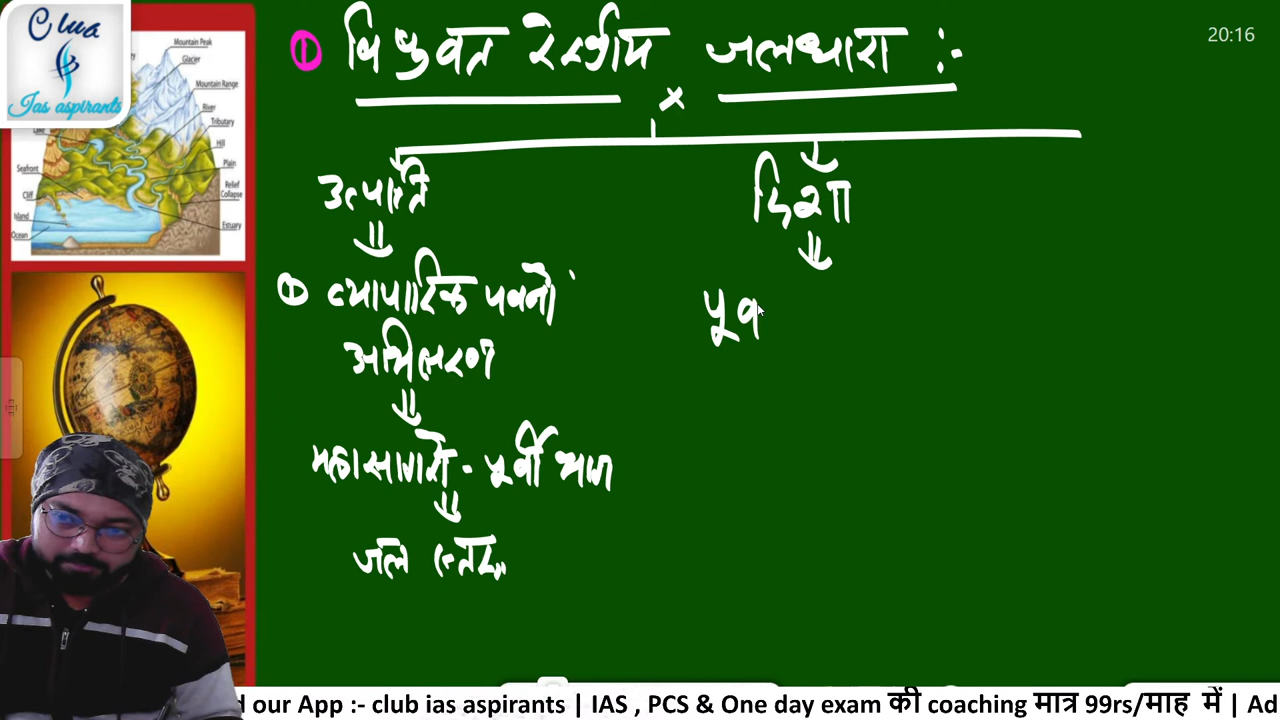 Clua
Ias aspirants
Mountain Peak
Glacier
Mountain Range
River
Tributary
Hill
Plain
Relief
Collapse
Estuary
Lake
Seafront
Cliff
Island
Ocean
① विषुवत रेखीय जलधारा :-
20:16
उत्पत्ति
दिशा
① व्यापारिक पवनों
पूव
अभिसरण
महासागरों - पूर्वी भाग
जल स्तर
our App :- club ias aspirants | IAS , PCS & One day exam की coaching मात्र 99rs/माह में | Ad